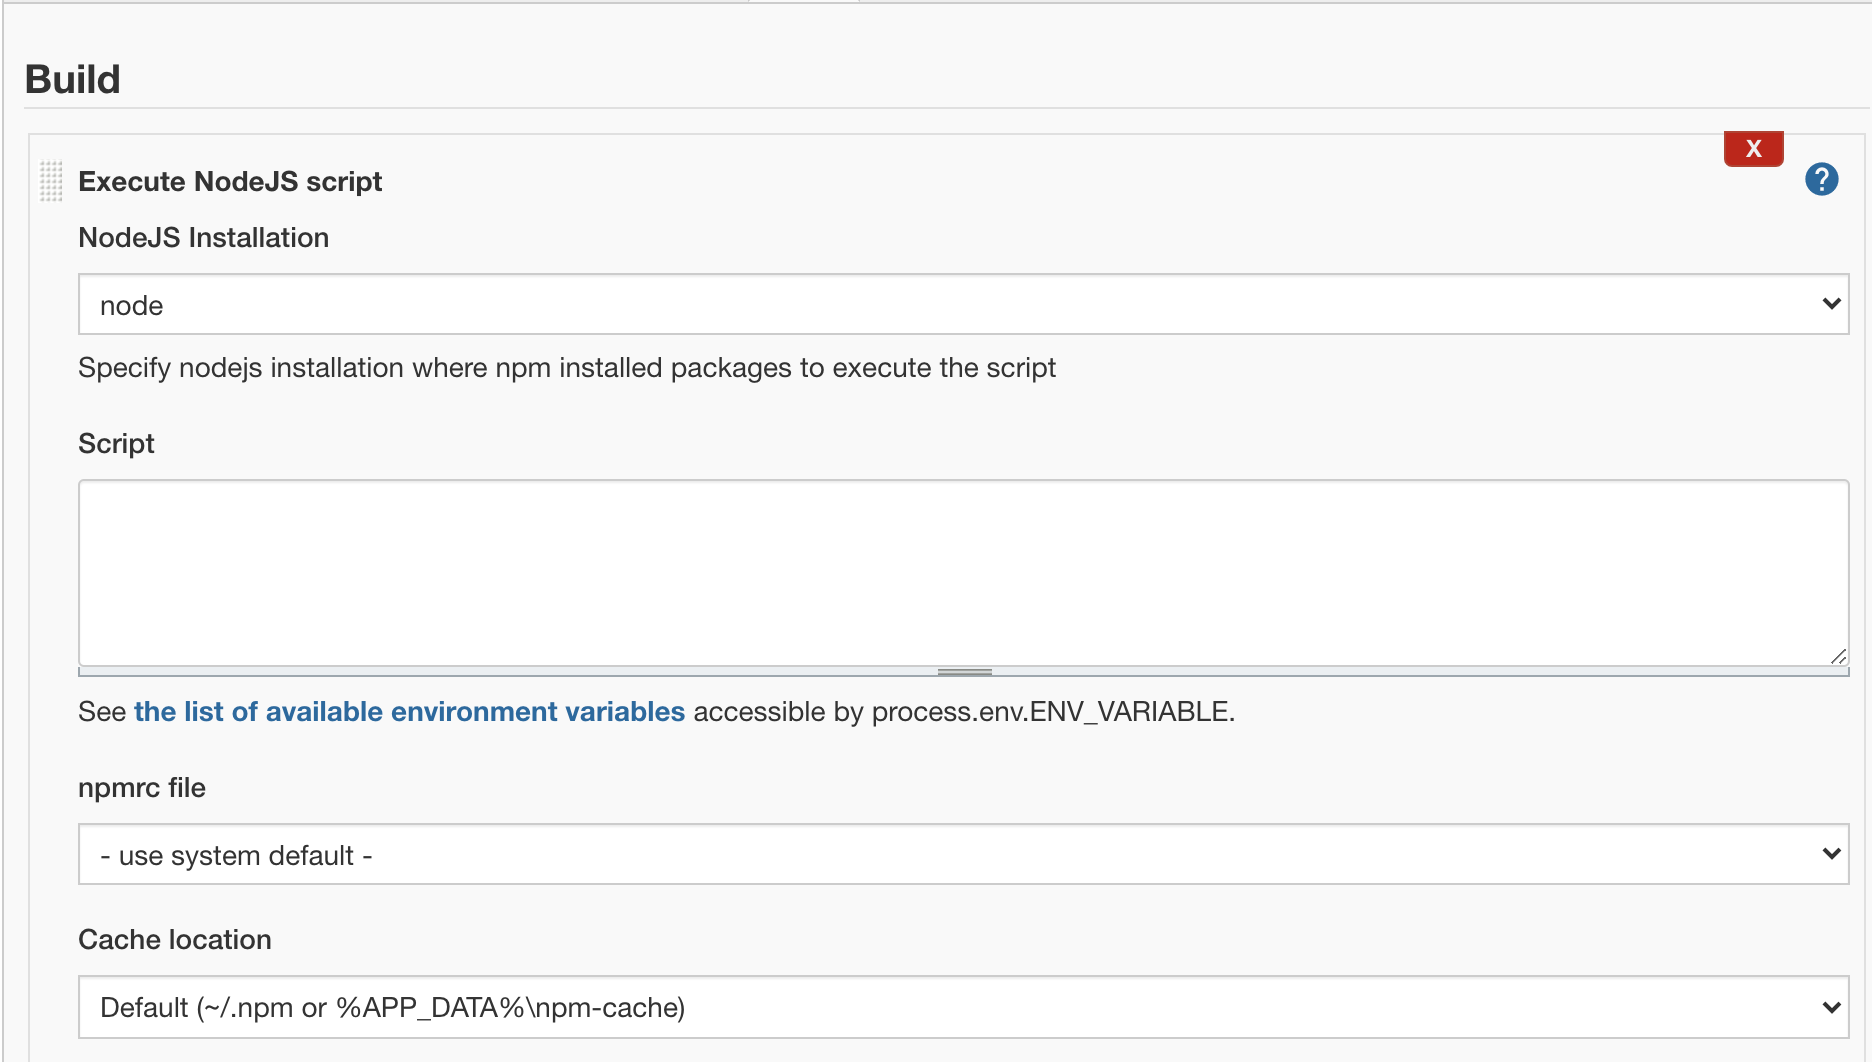 Build
X
Execute NodeJS script
?
NodeJS Installation
node
Specify nodejs installation where npm installed packages to execute the script
Script
See the list of available environment variables accessible by process.env.ENV_VARIABLE.
npmrc file
- use system default -
Cache location
Default (~/.npm or %APP_DATA%\npm-cache)